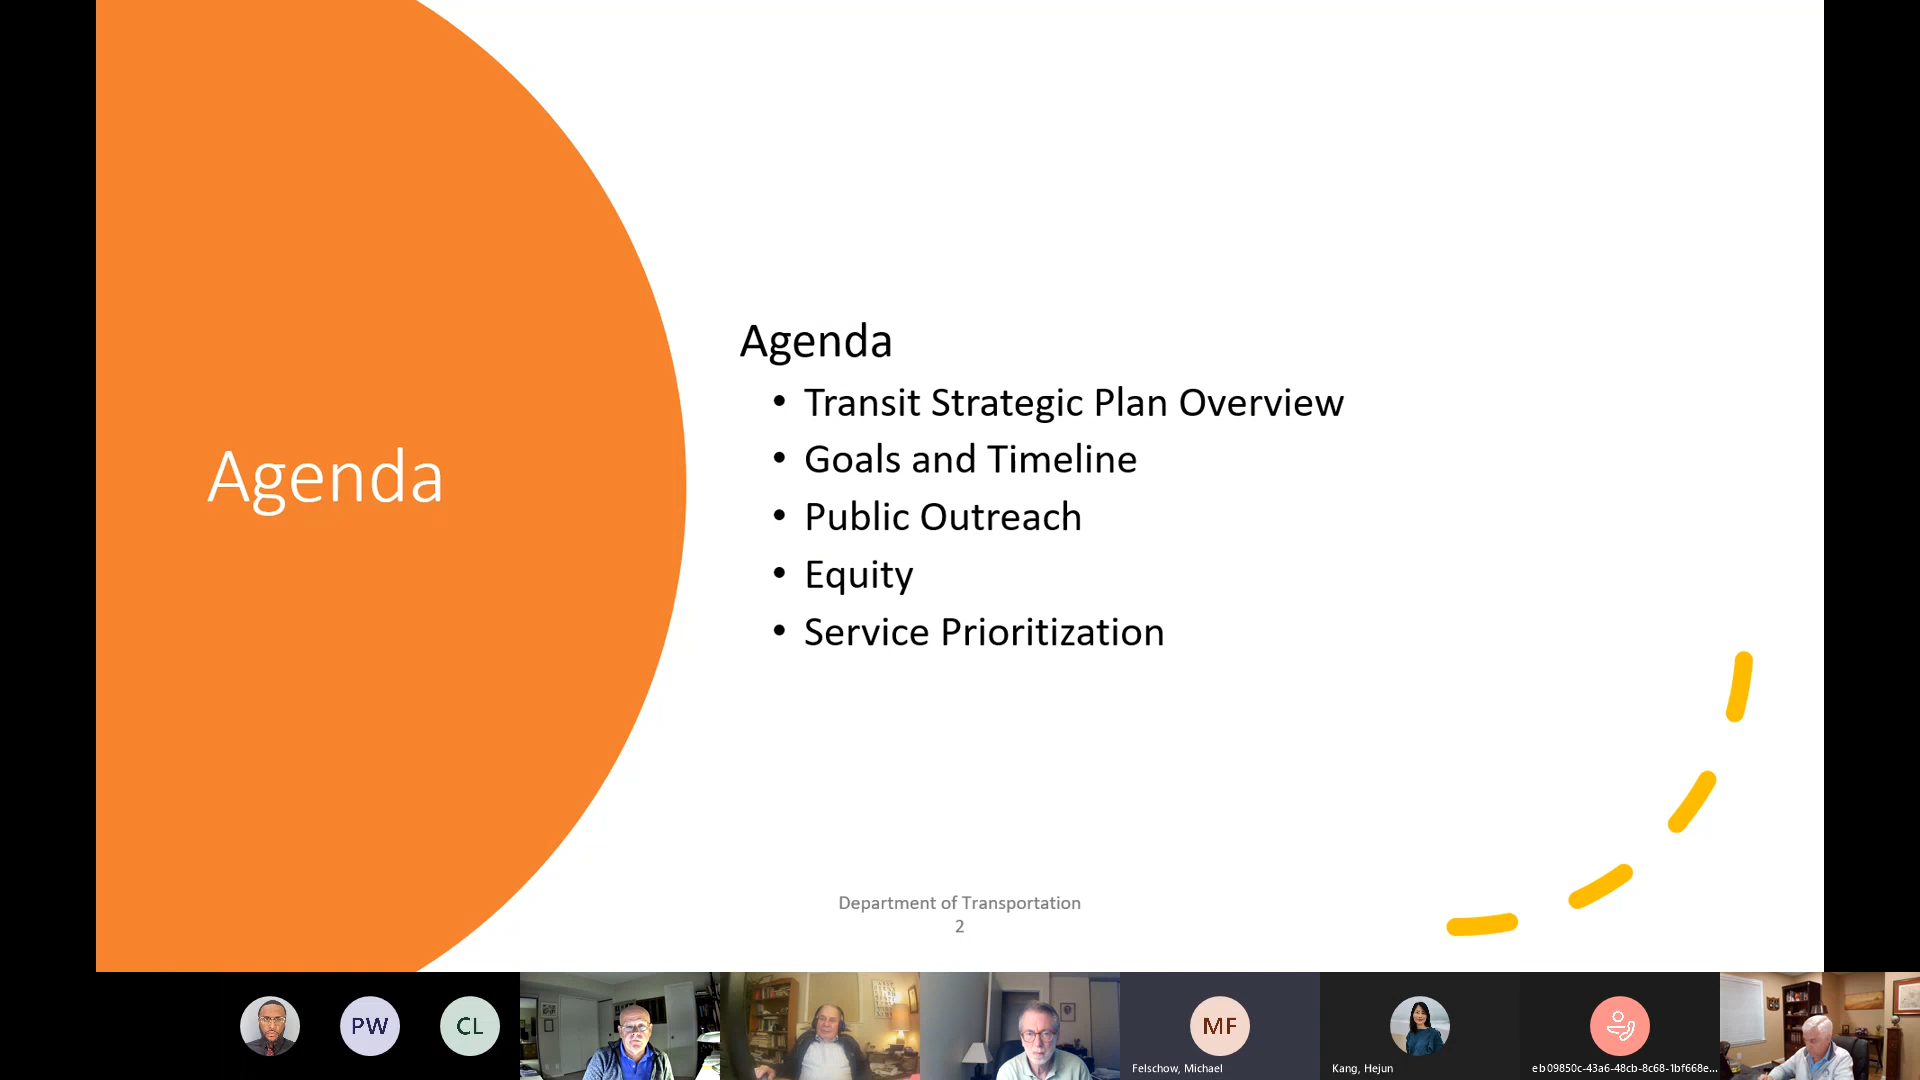 Agenda
Agenda
• Transit Strategic Plan Overview
• Goals and Timeline
• Public Outreach
• Equity
• Service Prioritization
Department of Transportation
2
PW
CL
MF
Felschow, Michael
Kang, Hejun
eb09850c-43a6-48cb-8c68-1bf668e...